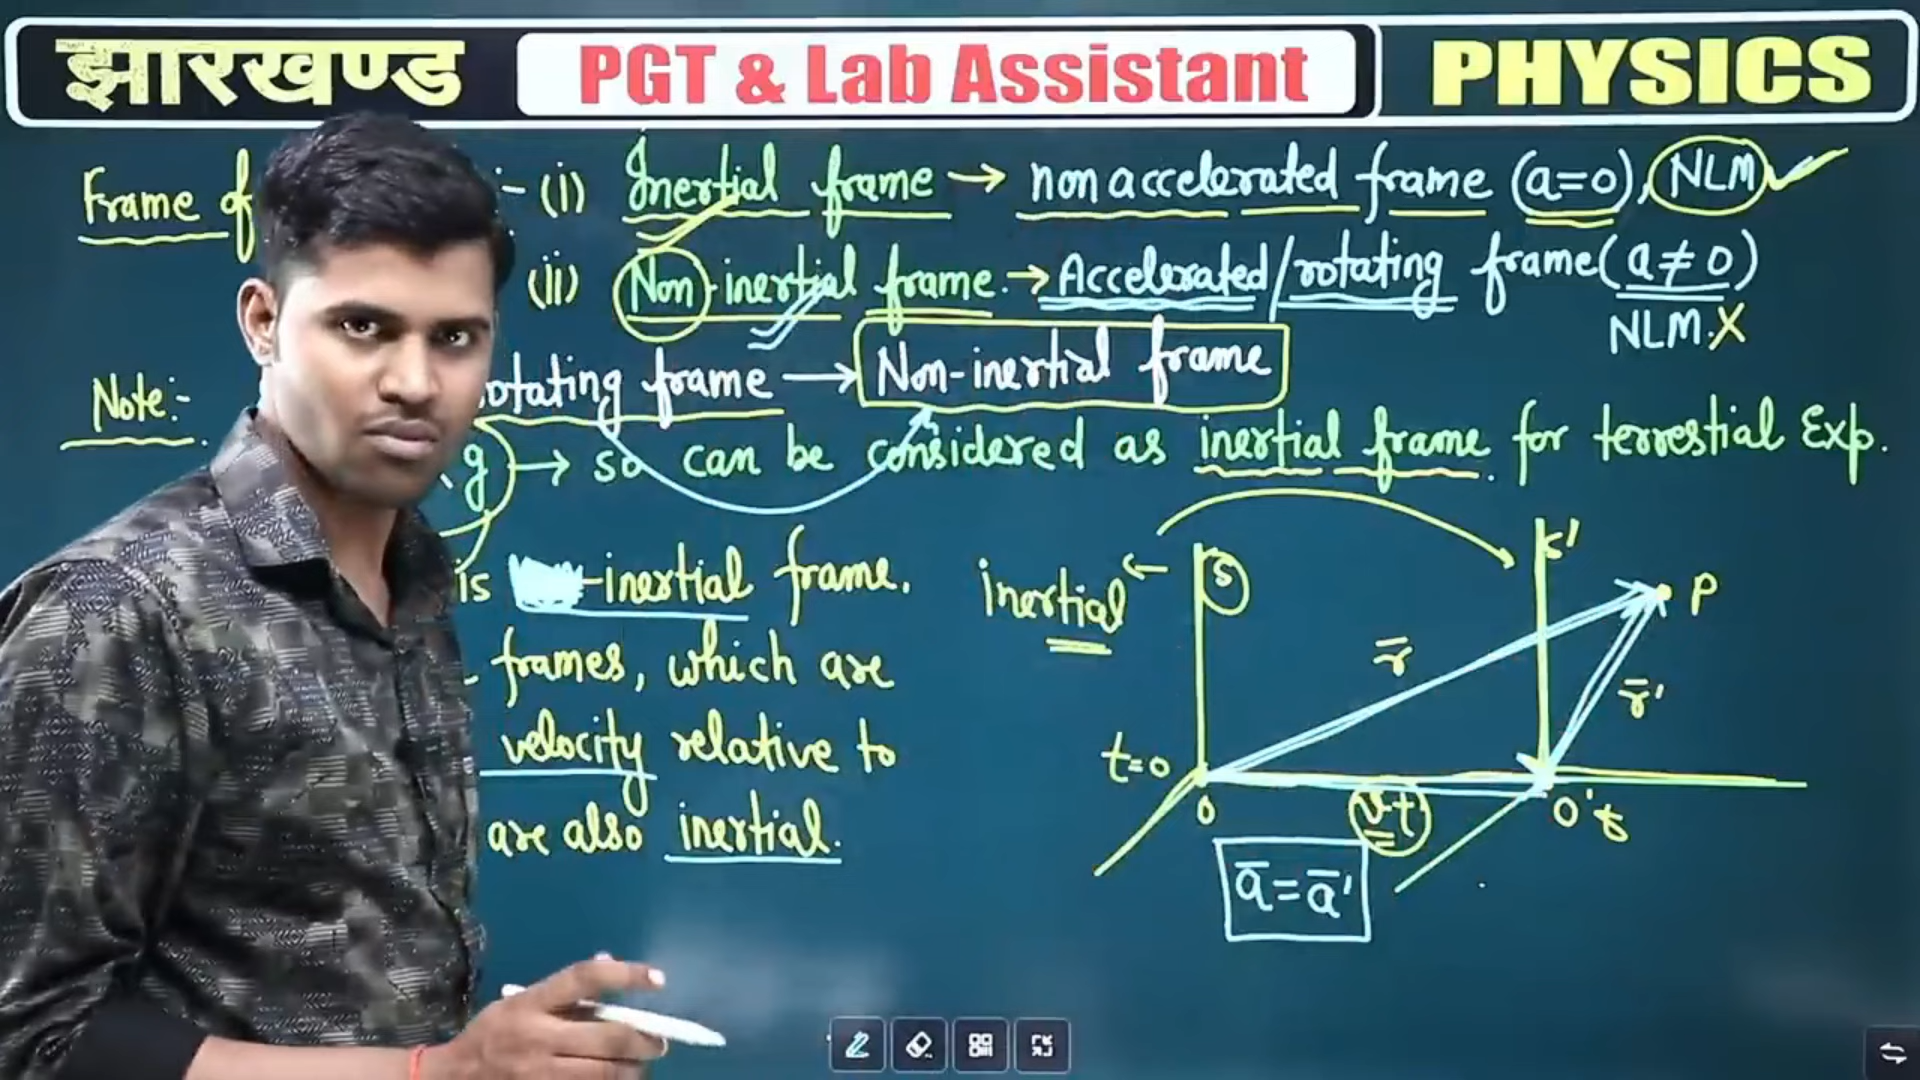 झारखण्ड PGT & Lab Assistant PHYSICS
Frame of :- (i) Inertial frame → non accelerated frame (a=0), NLM ✓
(ii) Non-inertial frame. → Accelerated/rotating frame (a≠0)
NLM. X
Note:- rotating frame → Non-inertial frame
g → so can be considered as inertial frame for terrestial Exp.
is -inertial frame.
frames, which are
velocity relative to
are also inertial.
inertial ← S
S'
P
r̄
r̄'
t=0
O
vt
O'
t
ā=ā'